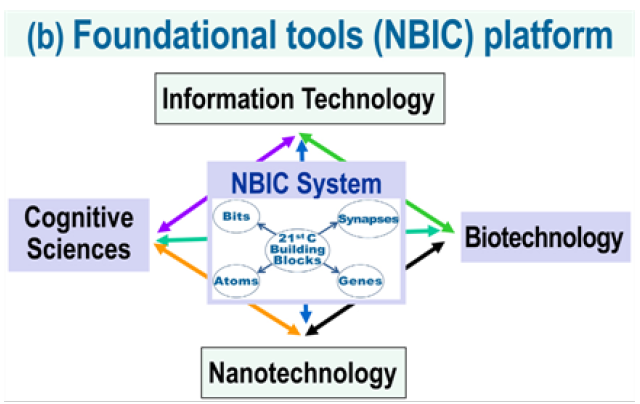 (b) Foundational tools (NBIC) platform
Information Technology
NBIC System
Cognitive
Sciences
Bits
Synapses
21st C
Building
Blocks
Biotechnology
Atoms
Genes
Nanotechnology